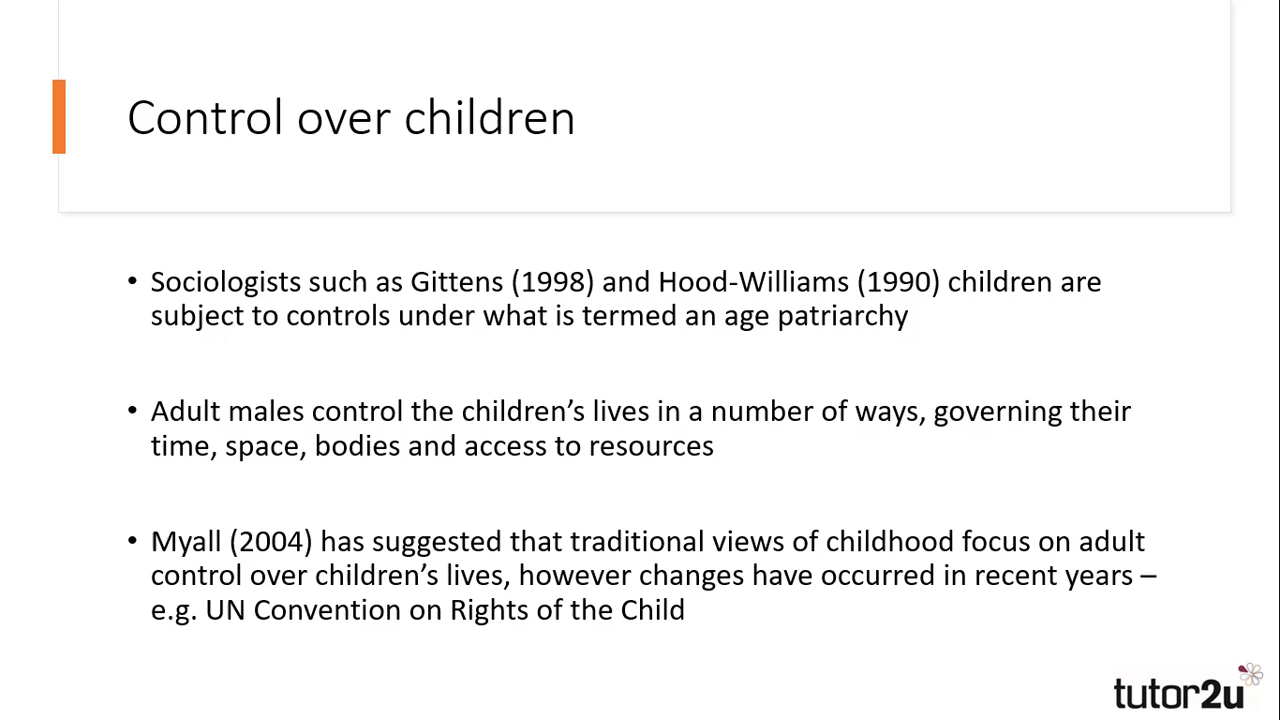 Control over children
• Sociologists such as Gittens (1998) and Hood-Williams (1990) children are
subject to controls under what is termed an age patriarchy
• Adult males control the children’s lives in a number of ways, governing their
time, space, bodies and access to resources
• Myall (2004) has suggested that traditional views of childhood focus on adult
control over children’s lives, however changes have occurred in recent years –
e.g. UN Convention on Rights of the Child
tutor2u